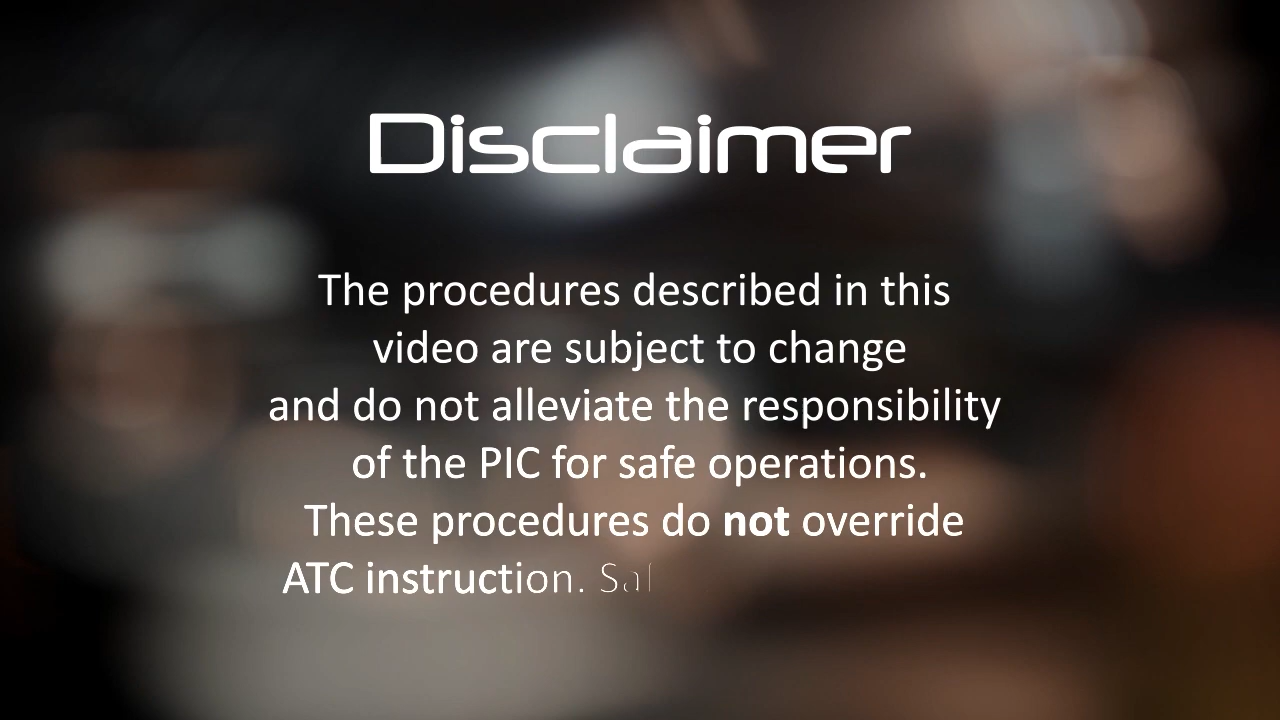 Disclaimer
The procedures described in this
video are subject to change
and do not alleviate the responsibility
of the PIC for safe operations.
These procedures do not override
ATC instruction.